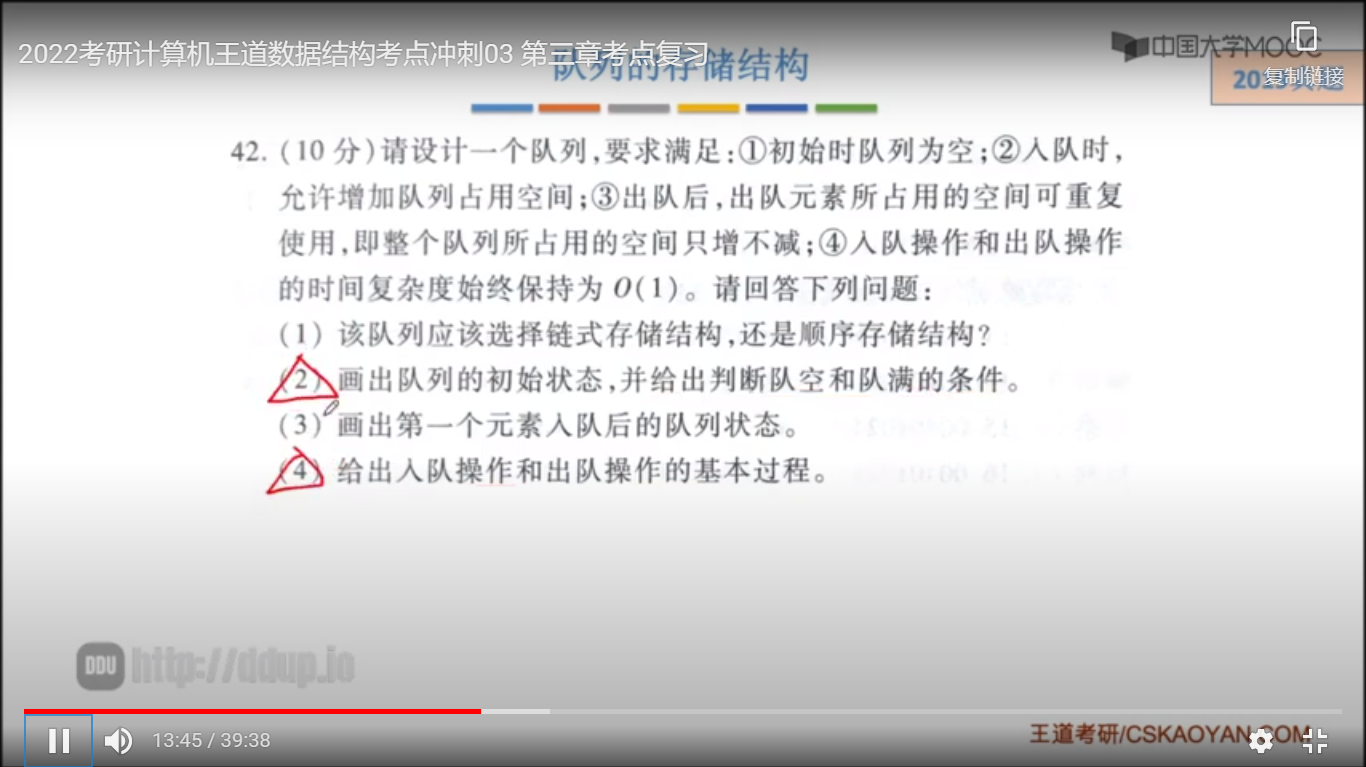 2022考研计算机王道数据结构考点冲刺03 第三章考点复习
队列的存储结构
中国大学MOOC
复制链接
42. (10 分)请设计一个队列,要求满足:①初始时队列为空;②入队时,
允许增加队列占用空间;③出队后,出队元素所占用的空间可重复
使用,即整个队列所占用的空间只增不减;④入队操作和出队操作
的时间复杂度始终保持为 O(1)。请回答下列问题:
(1) 该队列应该选择链式存储结构,还是顺序存储结构?
(2) 画出队列的初始状态,并给出判断队空和队满的条件。
(3) 画出第一个元素入队后的队列状态。
(4) 给出入队操作和出队操作的基本过程。
DDU http://ddup.io
13:45 / 39:38
王道考研/CSKAOYAN.COM